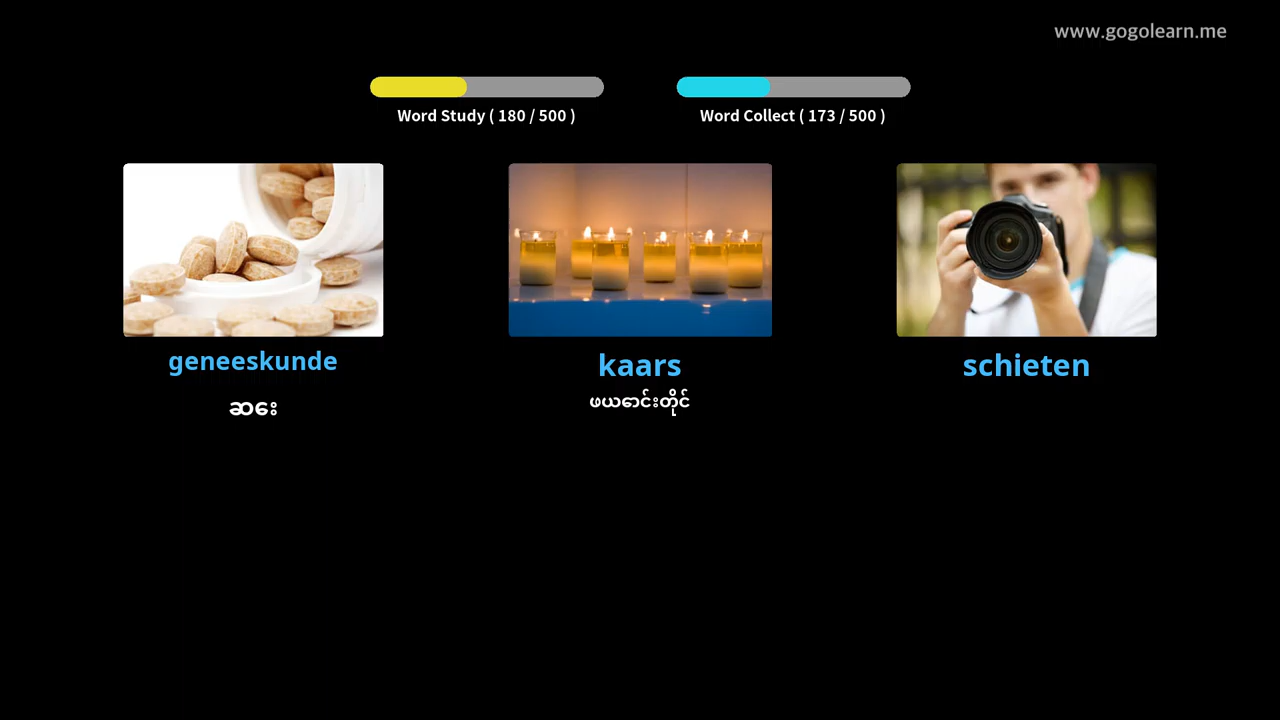 www.gogolearn.me
Word Study ( 180 / 500 )
Word Collect ( 173 / 500 )
geneeskunde
kaars
schieten
ဆေး
ဖယောင်းတိုင်